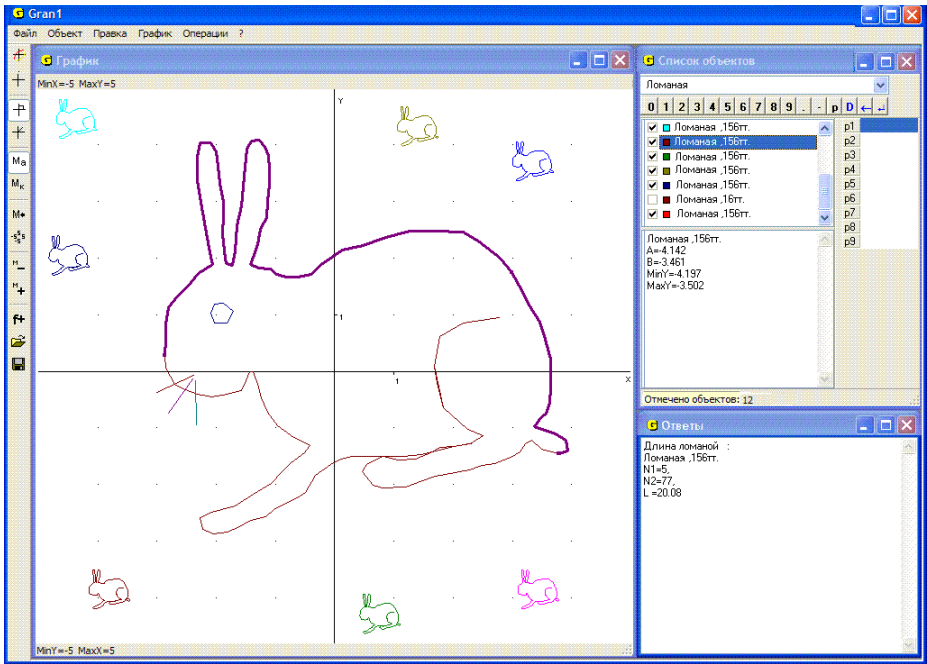 Gran1
Файл Объект Правка График Операции ?
График
MinX=-5 MaxY=5
Y
1
1
X
MinY=-5 MaxX=5
Ma
Mк
M+
f+
Список объектов
Ломаная
0 1 2 3 4 5 6 7 8 9 . - p D ← ↲
Ломаная ,156тт.
Ломаная ,156тт.
Ломаная ,156тт.
Ломаная ,156тт.
Ломаная ,156тт.
Ломаная ,16тт.
Ломаная ,156тт.
p1
p2
p3
p4
p5
p6
p7
p8
p9
Ломаная ,156тт.
A=-4.142
B=-3.461
MinY=-4.197
MaxY=-3.502
Отмечено объектов: 12
Ответы
Длина ломаной :
Ломаная ,156тт.
N1=5,
N2=77,
L =20.08